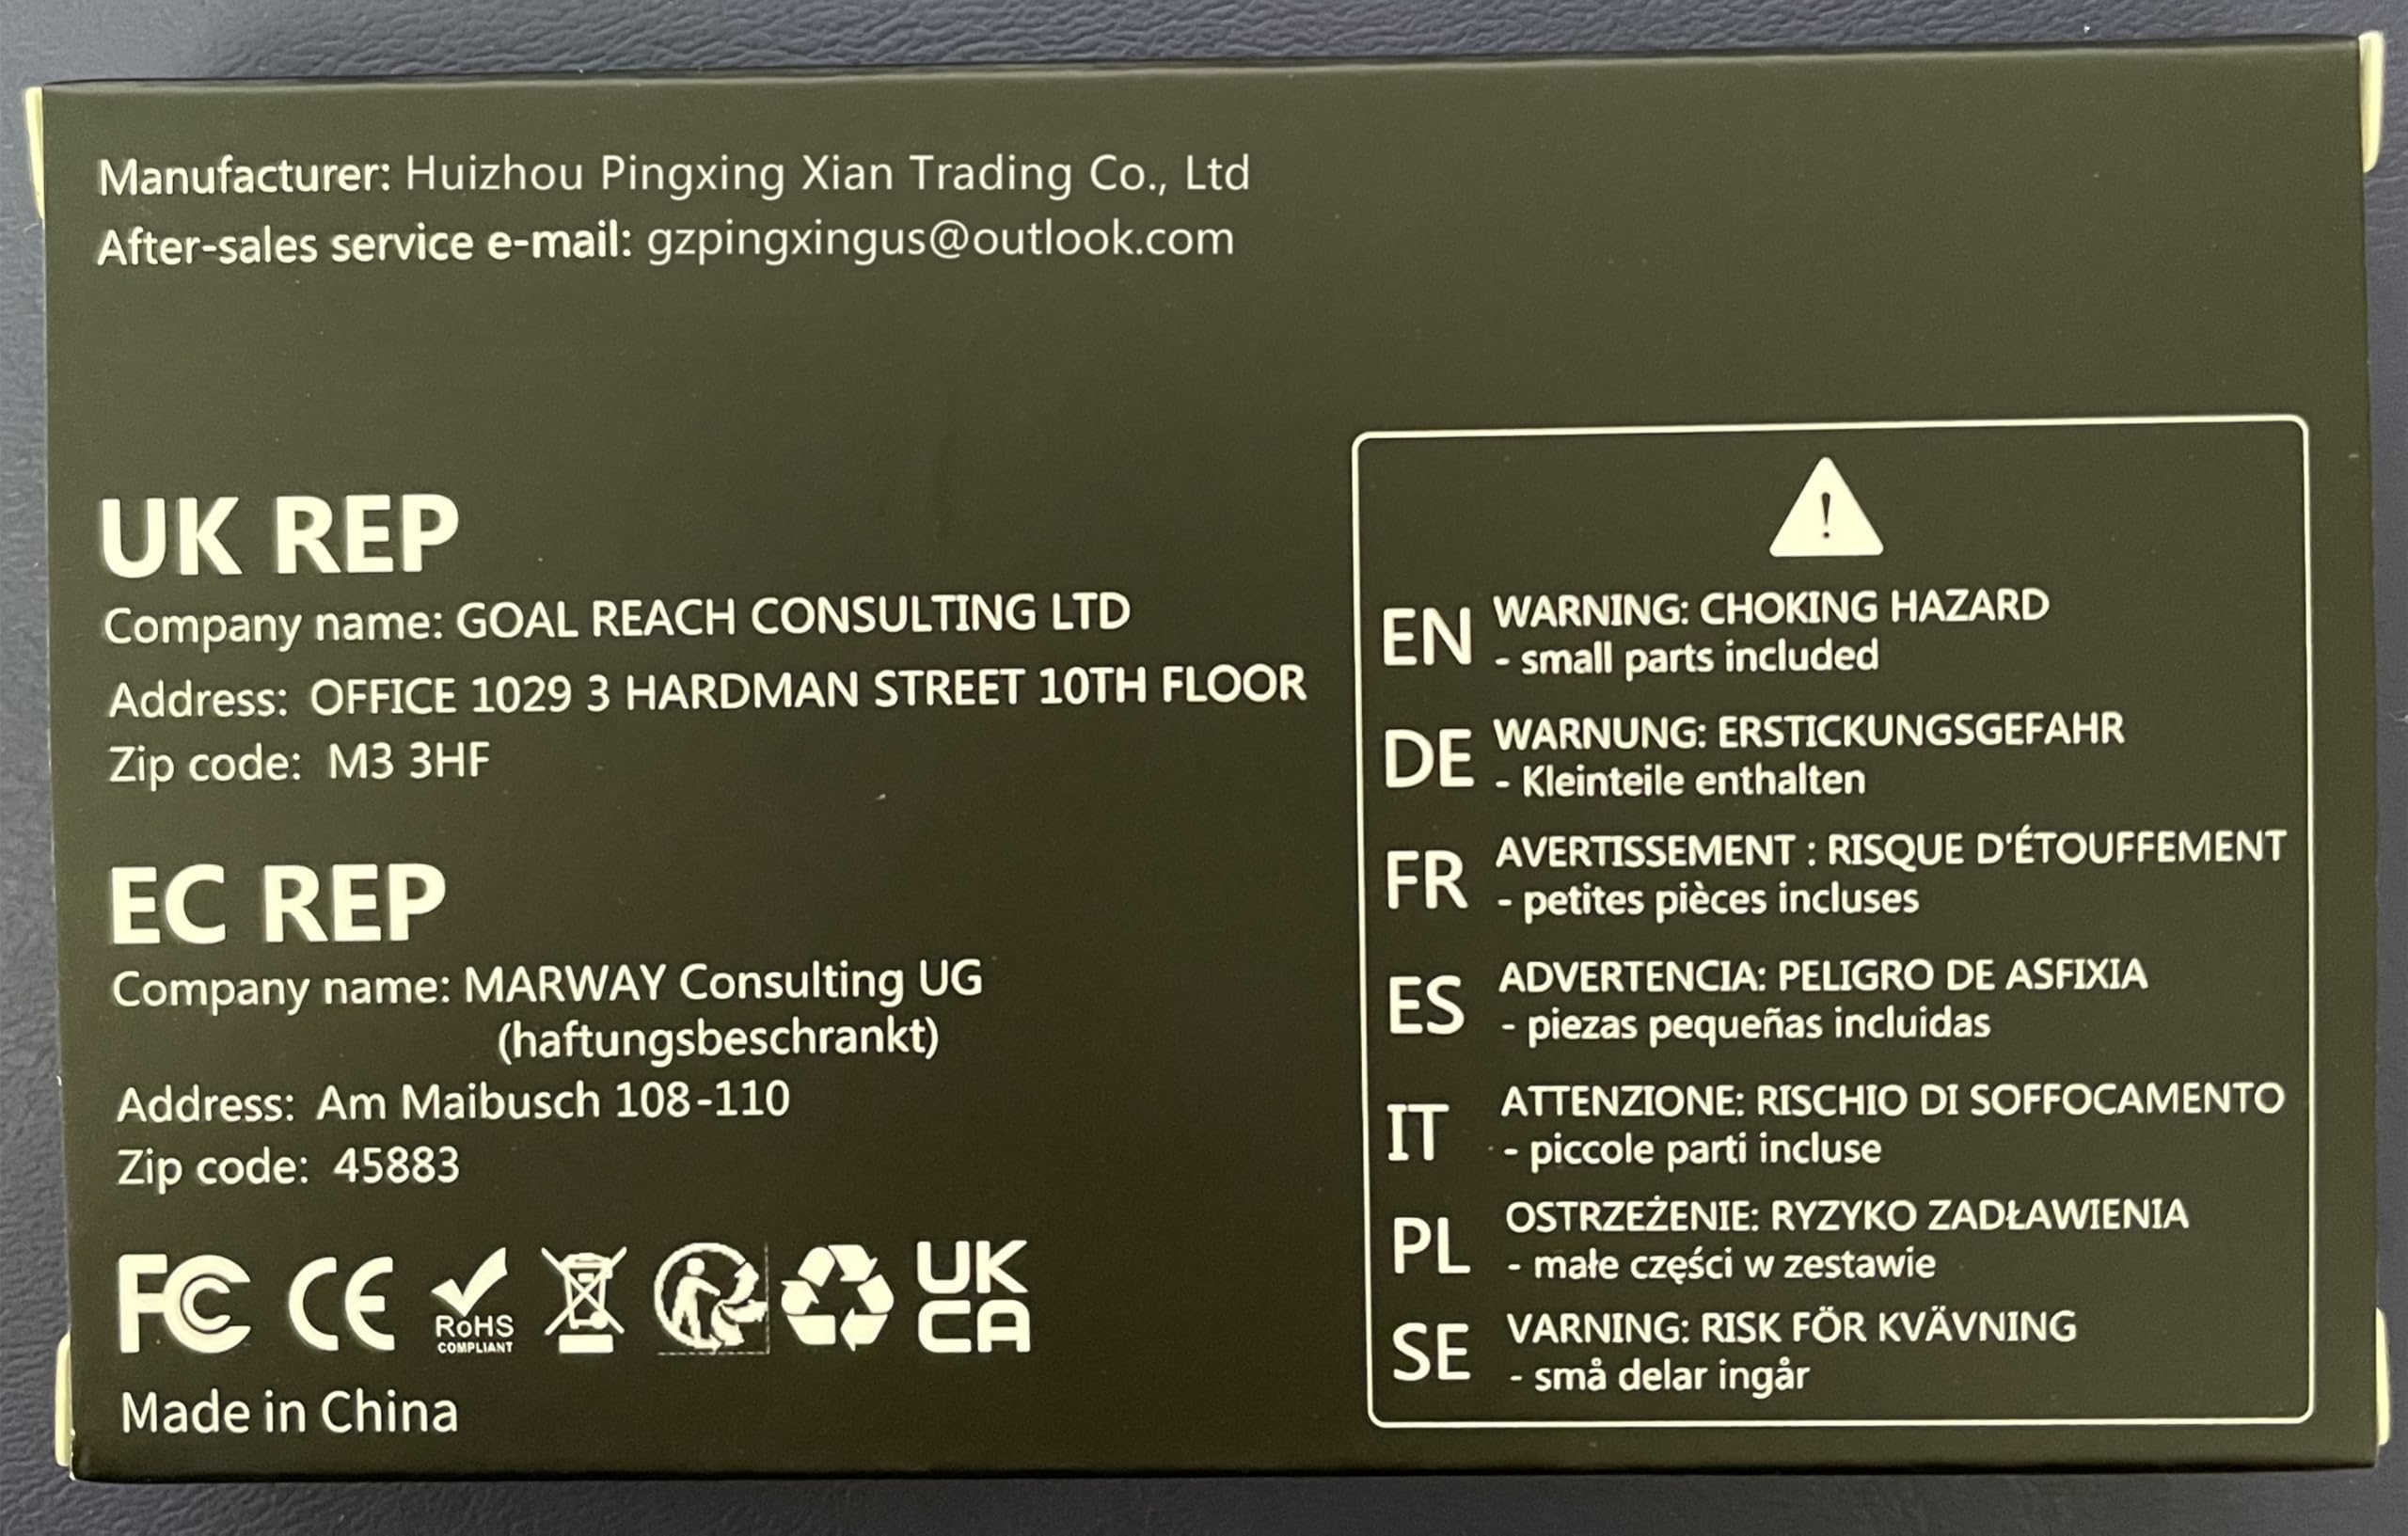 Manufacturer: Huizhou Pingxing Xian Trading Co., Ltd
After-sales service e-mail: gzpingxingus@outlook.com
UK REP
Company name: GOAL REACH CONSULTING LTD
Address: OFFICE 1029 3 HARDMAN STREET 10TH FLOOR
Zip code: M3 3HF
EC REP
Company name: MARWAY Consulting UG
(haftungsbeschrankt)
Address: Am Maibusch 108-110
Zip code: 45883
FC CE RoHS COMPLIANT UK CA
Made in China
!
EN WARNING: CHOKING HAZARD
- small parts included
DE WARNUNG: ERSTICKUNGSGEFAHR
- Kleinteile enthalten
FR AVERTISSEMENT : RISQUE D'ÉTOUFFEMENT
- petites pièces incluses
ES ADVERTENCIA: PELIGRO DE ASFIXIA
- piezas pequeñas incluidas
IT ATTENZIONE: RISCHIO DI SOFFOCAMENTO
- piccole parti incluse
PL OSTRZEŻENIE: RYZYKO ZADŁAWIENIA
- małe części w zestawie
SE VARNING: RISK FÖR KVÄVNING
- små delar ingår